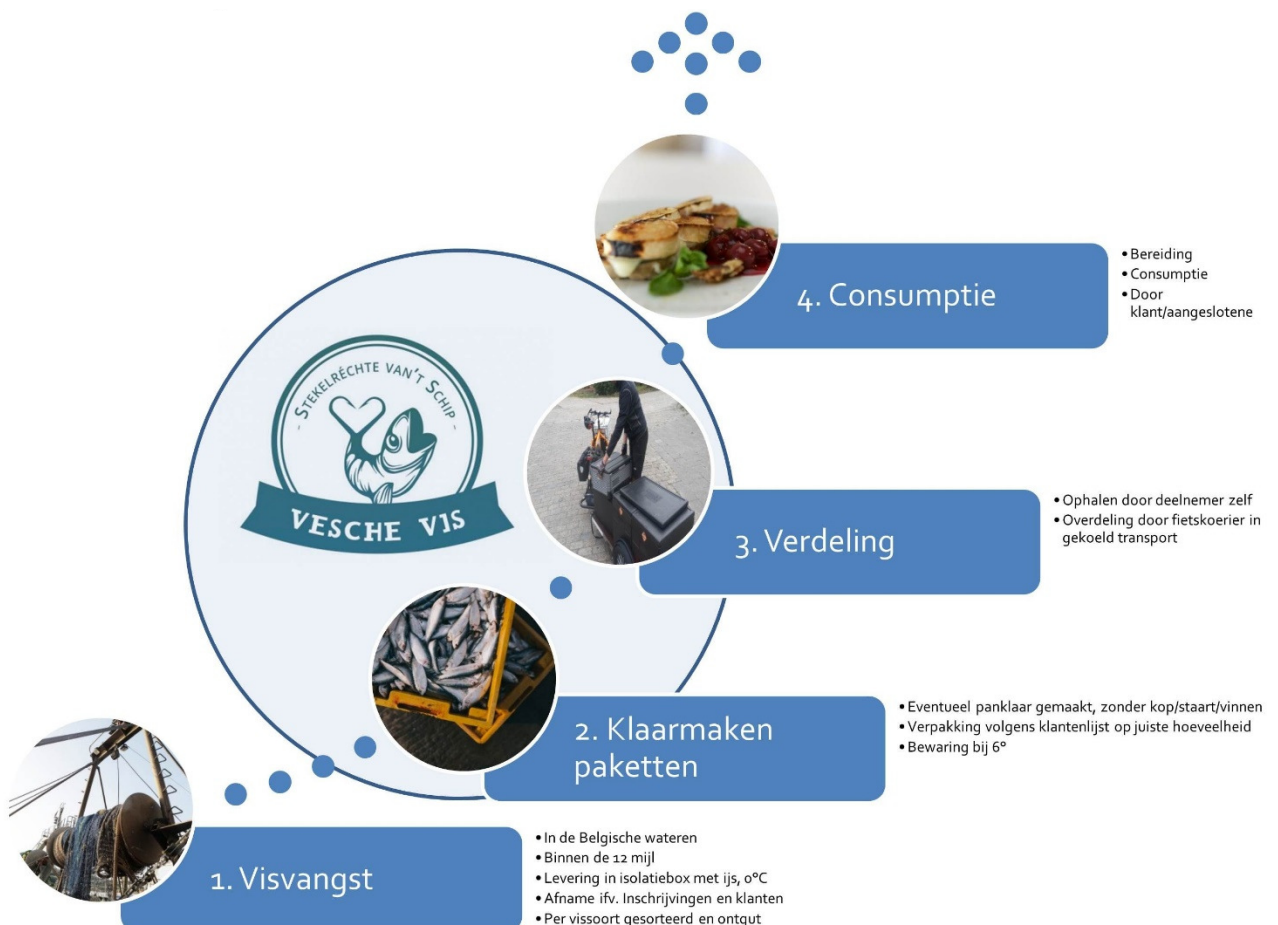 4. Consumptie
• Bereiding
• Consumptie
• Door
klant/aangeslotene
- STEKELRÉCHTE VAN'T SCHIP -
VESCHE VIS
3. Verdeling
• Ophalen door deelnemer zelf
• Overdeling door fietskoerier in
gekoeld transport
2. Klaarmaken
paketten
• Eventueel panklaar gemaakt, zonder kop/staart/vinnen
• Verpakking volgens klantenlijst op juiste hoeveelheid
• Bewaring bij 6°
1. Visvangst
• In de Belgische wateren
• Binnen de 12 mijl
• Levering in isolatiebox met ijs, 0°C
• Afname ifv. Inschrijvingen en klanten
• Per vissoort gesorteerd en ontgut